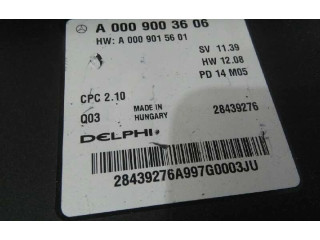 A 000 900 36 06
HW: A 000 901 56 01
SV 11.39
HW 12.08
PD 14 M05
CPC 2.10
Q03
MADE IN
HUNGARY
28439276
DELPHI
28439276A997G0003JU